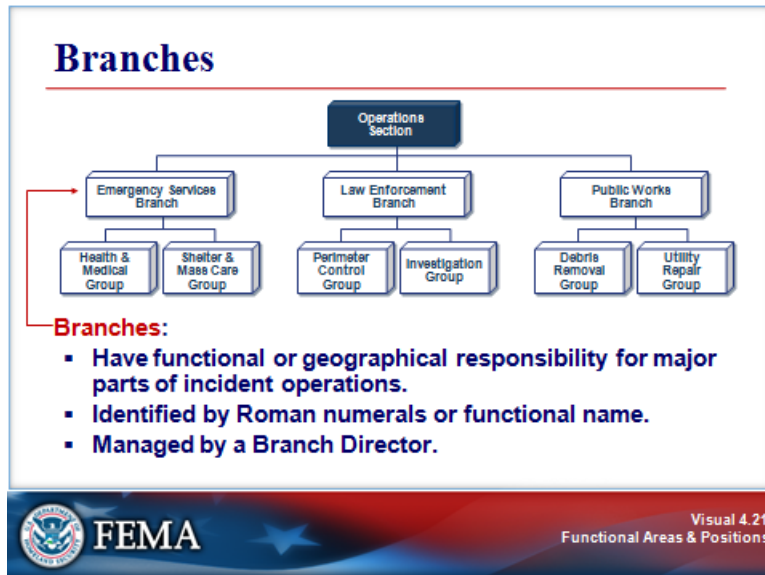 Branches
Operations
Section
Emergency Services
Branch
Law Enforcement
Branch
Public Works
Branch
Health &
Medical
Group
Shelter &
Mass Care
Group
Perimeter
Control
Group
Investigation
Group
Debris
Removal
Group
Utility
Repair
Group
Branches:
▪ Have functional or geographical responsibility for major
parts of incident operations.
▪ Identified by Roman numerals or functional name.
▪ Managed by a Branch Director.
FEMA
Visual 4.21
Functional Areas & Positions